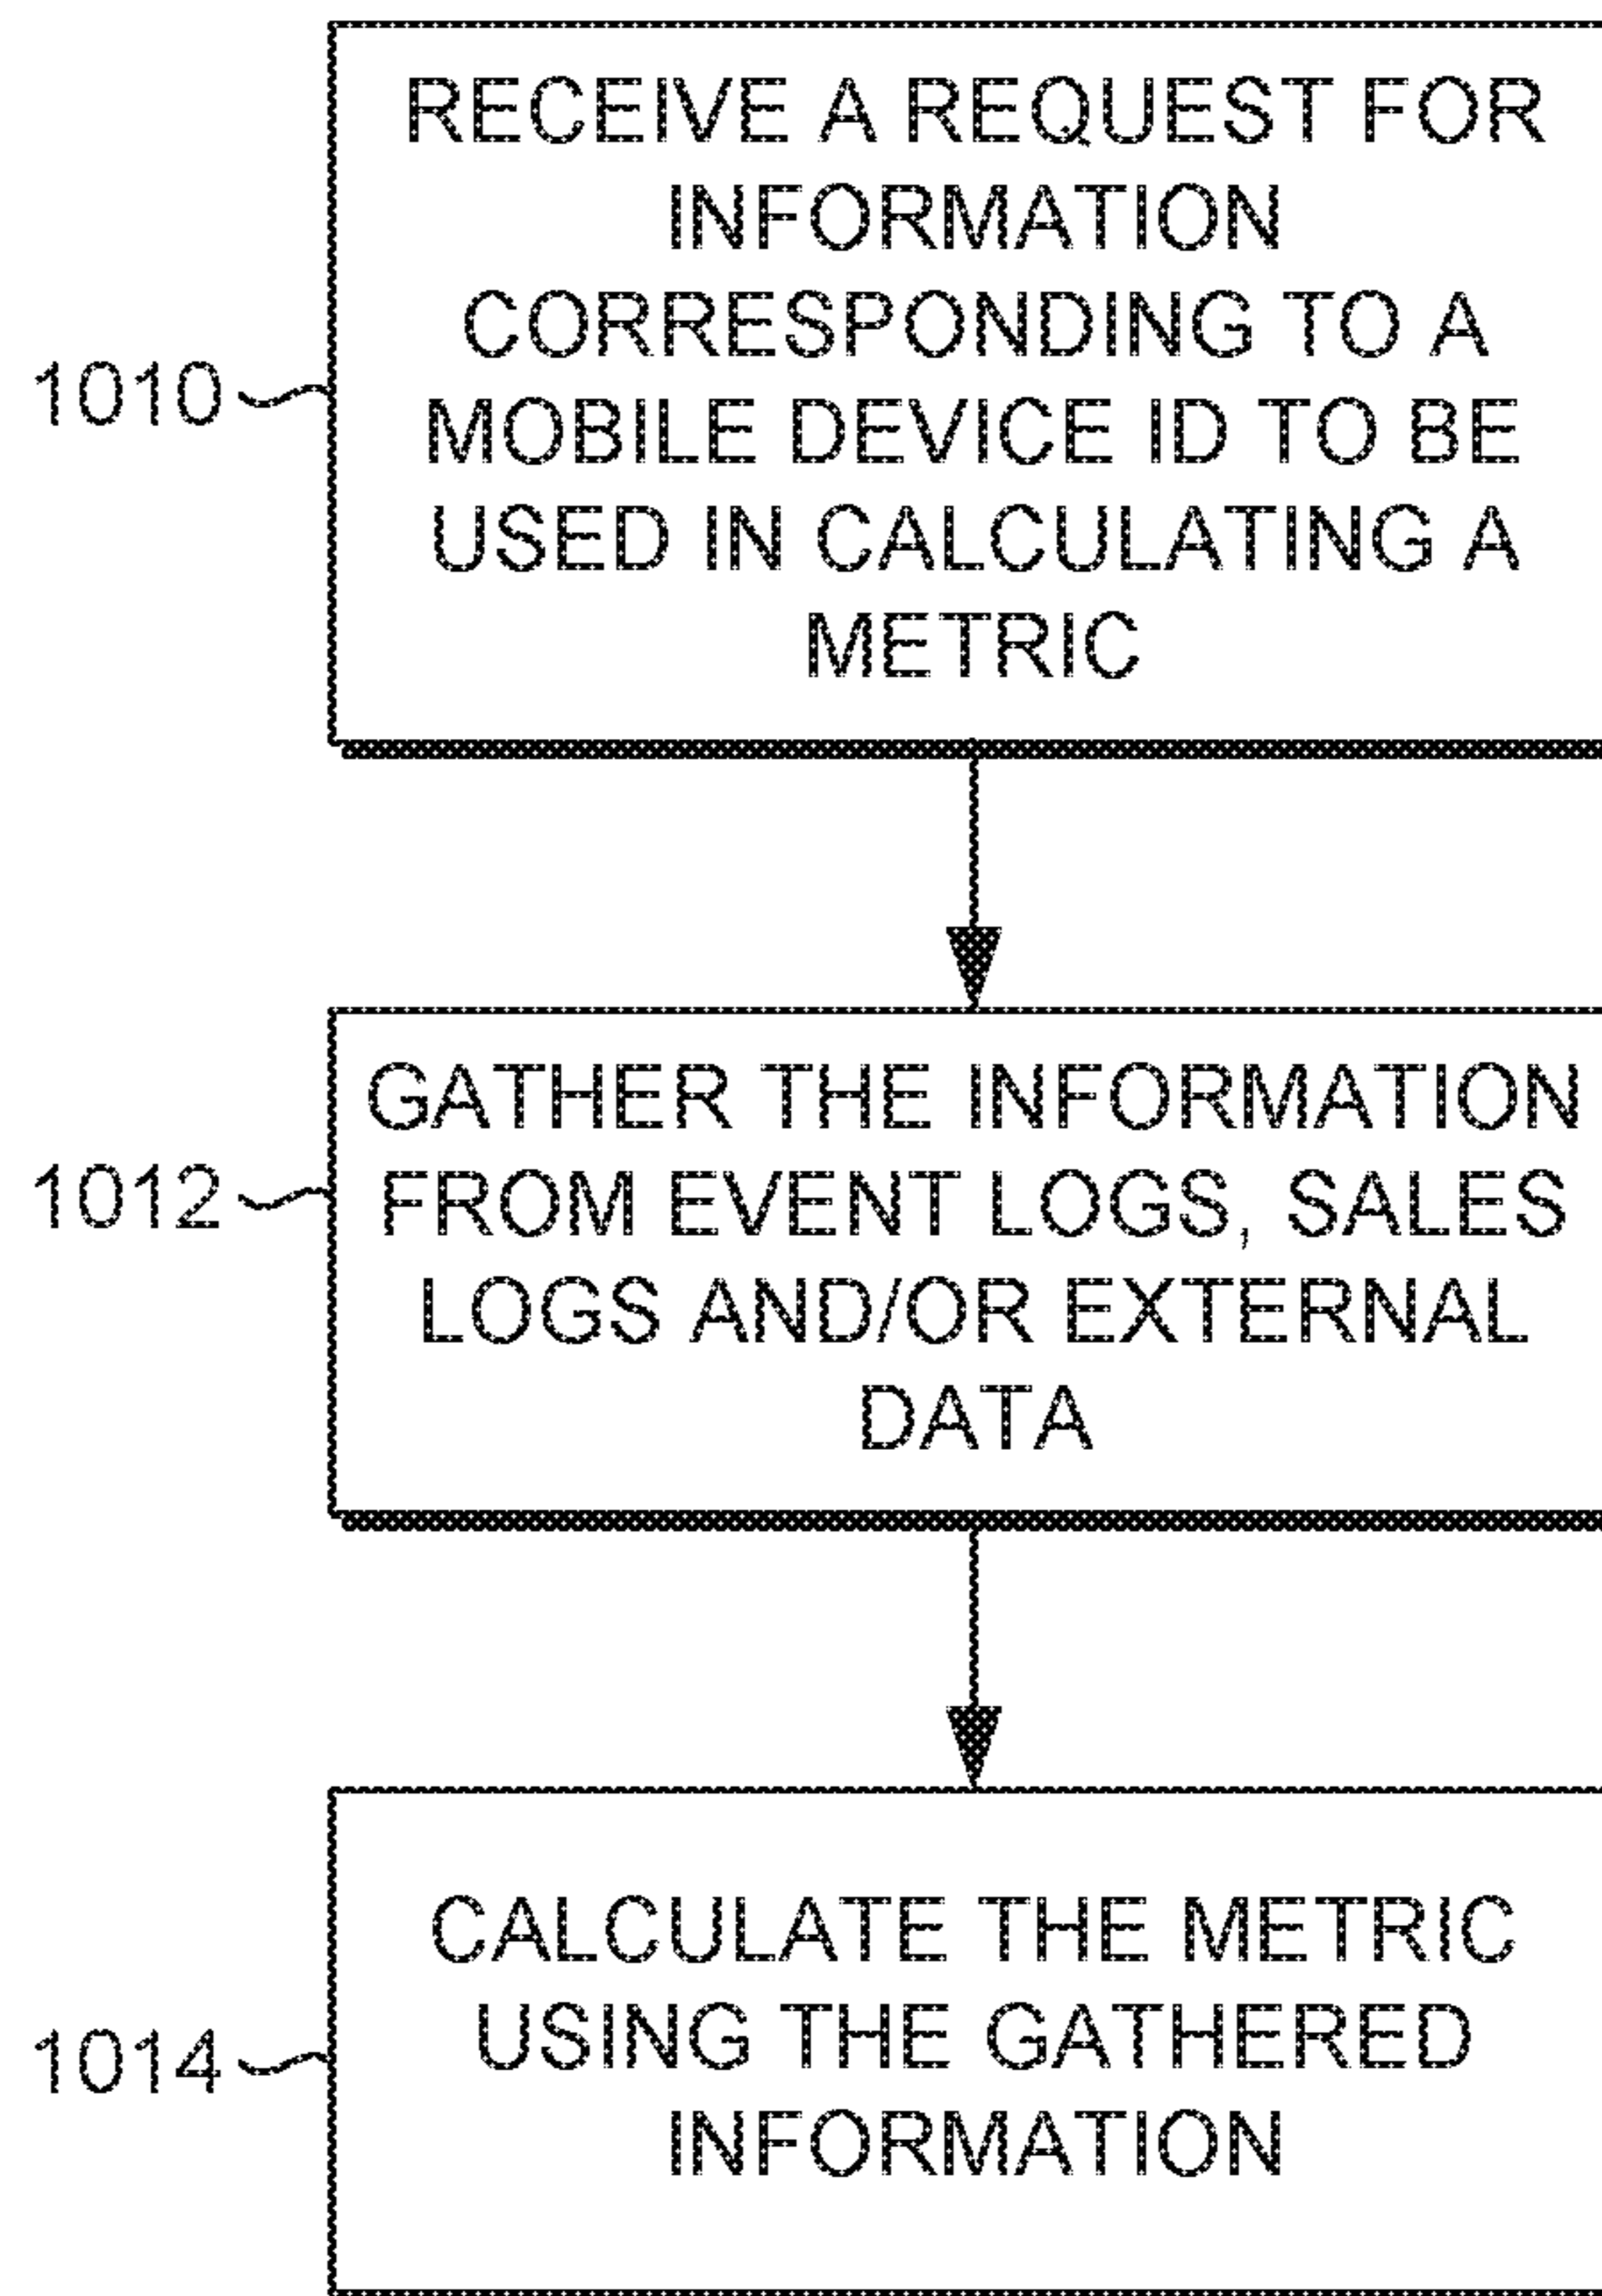 RECEIVE A REQUEST FOR
INFORMATION
CORRESPONDING TO A
1010
MOBILE DEVICE ID TO BE
USED IN CALCULATING A
METRIC
GATHER THE INFORMATION
1012
FROM EVENT LOGS, SALES
LOGS AND/OR EXTERNAL
DATA
CALCULATE THE METRIC
1014
USING THE GATHERED
INFORMATION